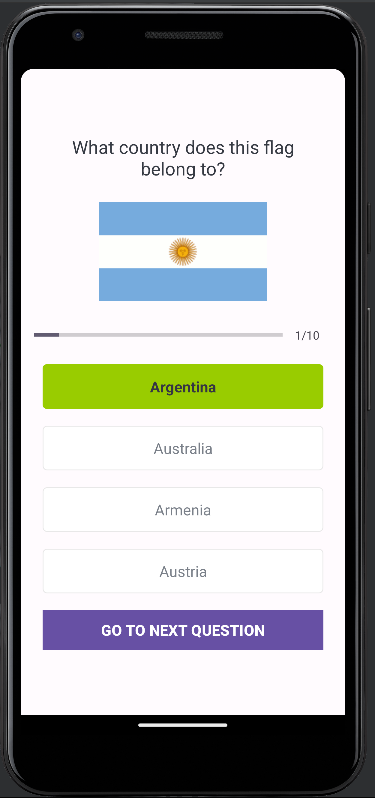 What country does this flag
belong to?
1/10
Argentina
Australia
Armenia
Austria
GO TO NEXT QUESTION